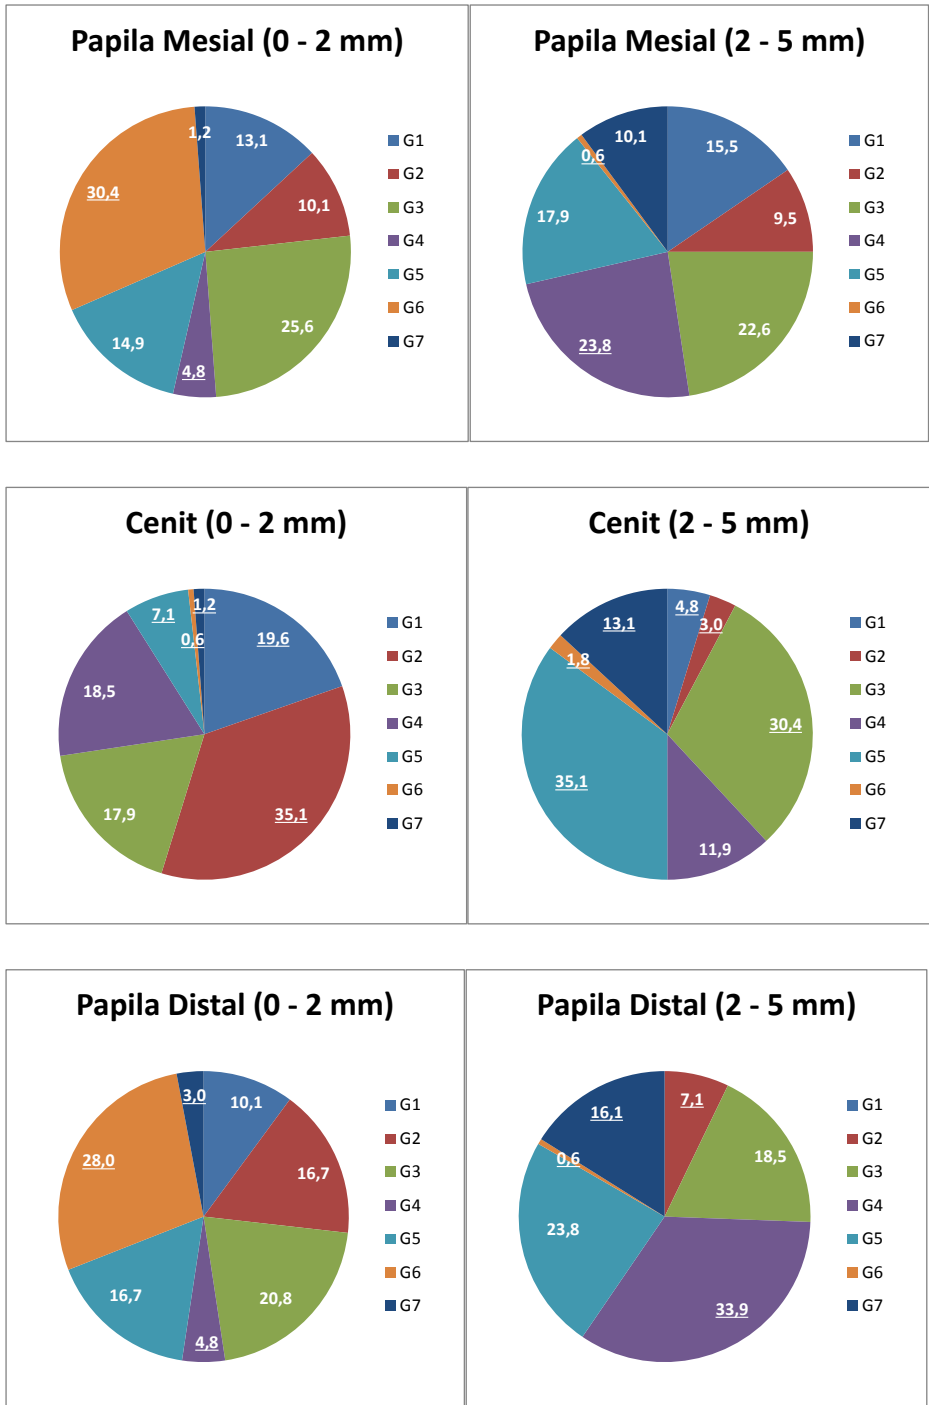 Papila Mesial (0 - 2 mm)
1,2
13,1
10,1
25,6
4,8
14,9
30,4
G1
G2
G3
G4
G5
G6
G7
Papila Mesial (2 - 5 mm)
10,1
15,5
9,5
22,6
23,8
17,9
0,6
G1
G2
G3
G4
G5
G6
G7
Cenit (0 - 2 mm)
1,2
19,6
35,1
17,9
18,5
7,1
0,6
G1
G2
G3
G4
G5
G6
G7
Cenit (2 - 5 mm)
4,8
3,0
30,4
11,9
35,1
1,8
13,1
G1
G2
G3
G4
G5
G6
G7
Papila Distal (0 - 2 mm)
3,0
10,1
16,7
20,8
4,8
16,7
28,0
G1
G2
G3
G4
G5
G6
G7
Papila Distal (2 - 5 mm)
7,1
18,5
33,9
23,8
0,6
16,1
G1
G2
G3
G4
G5
G6
G7